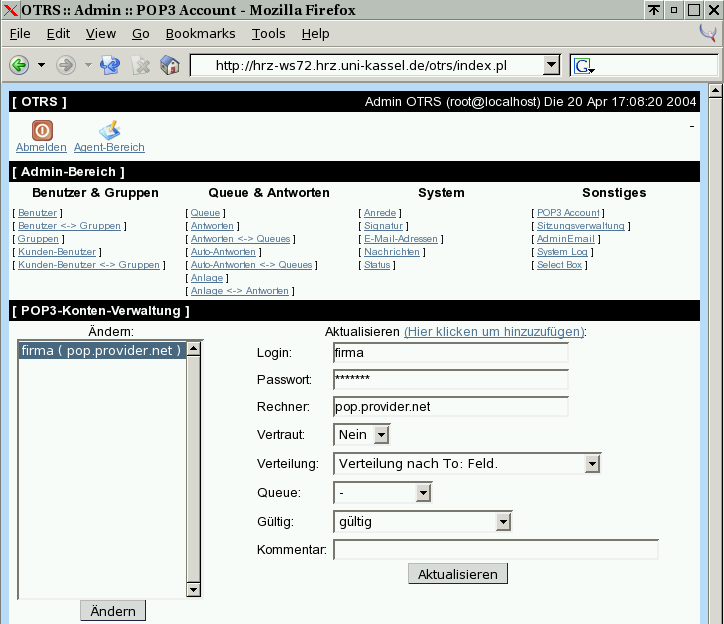 OTRS :: Admin :: POP3 Account - Mozilla Firefox
File Edit View Go Bookmarks Tools Help
http://hrz-ws72.hrz.uni-kassel.de/otrs/index.pl
[ OTRS ] Admin OTRS (root@localhost) Die 20 Apr 17:08:20 2004
-
Abmelden Agent-Bereich
[ Admin-Bereich ]
Benutzer & Gruppen Queue & Antworten System Sonstiges
[ Benutzer ] [ Queue ] [ Anrede ] [ POP3 Account ]
[ Benutzer <-> Gruppen ] [ Antworten ] [ Signatur ] [ Sitzungsverwaltung ]
[ Gruppen ] [ Antworten <-> Queues ] [ E-Mail-Adressen ] [ AdminEmail ]
[ Kunden-Benutzer ] [ Auto-Antworten ] [ Nachrichten ] [ System Log ]
[ Kunden-Benutzer <-> Gruppen ] [ Auto-Antworten <-> Queues ] [ Status ] [ Select Box ]
[ Anlage ]
[ Anlage <-> Antworten ]
[ POP3-Konten-Verwaltung ]
Ändern: Aktualisieren (Hier klicken um hinzuzufügen):
firma ( pop.provider.net ) Login: firma
Passwort: *******
Rechner: pop.provider.net
Vertraut: Nein
Verteilung: Verteilung nach To: Feld.
Queue: -
Gültig: gültig
Kommentar:
Aktualisieren
Ändern